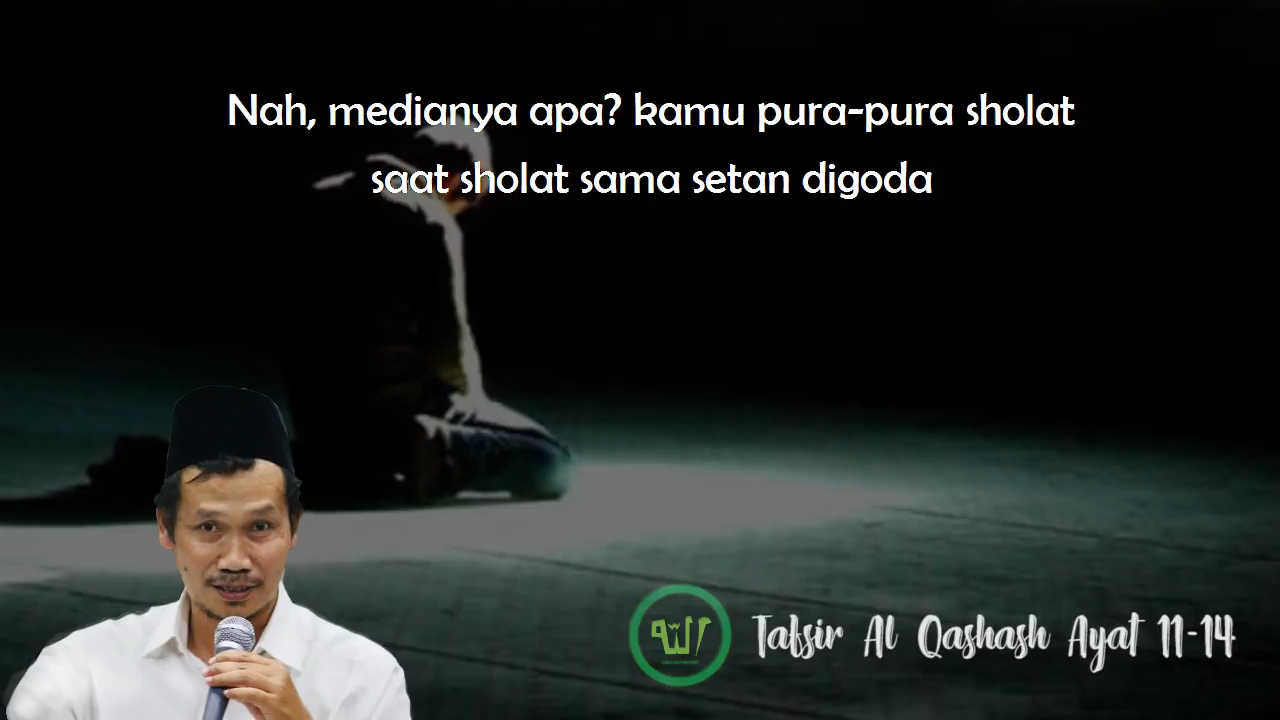 Nah, medianya apa? kamu pura-pura sholat
saat sholat sama setan digoda
Tafsir Al Qashash Ayat 11-14